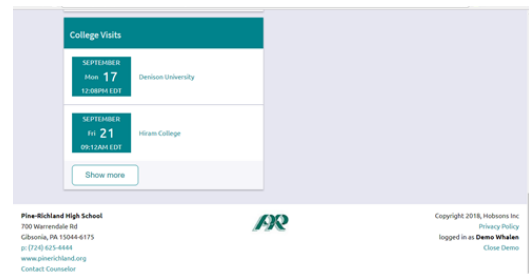 College Visits
SEPTEMBER
Mon 17
12:08PM EDT
Denison University
SEPTEMBER
Fri 21
09:12AM EDT
Hiram College
Show more
Pine-Richland High School
700 Warrendale Rd
Gibsonia, PA 15044-6175
p: (724) 625-4444
www.pinerichland.org
Contact Counselor
PR
Copyright 2018, Hobsons Inc
Privacy Policy
logged in as Demo Whalen
Close Demo